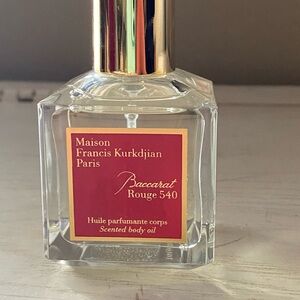 Maison
Francis Kurkdjian
Paris
Baccarat
Rouge 540
Huile parfumante corps
Scented body oil